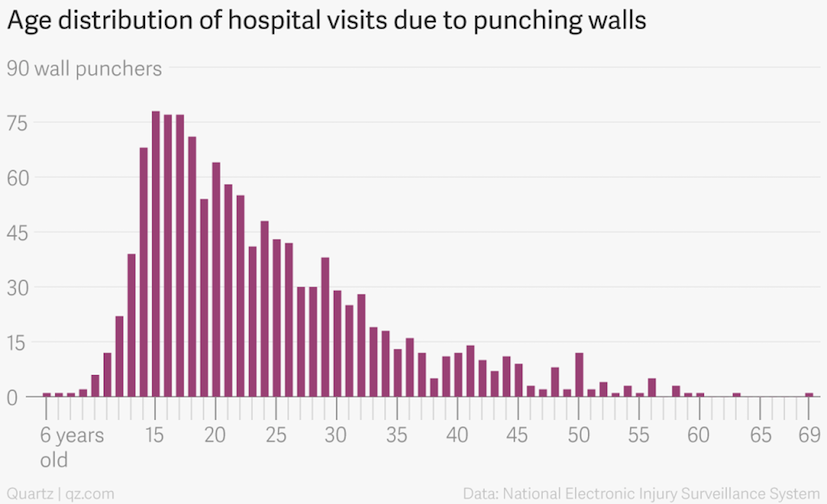 Age distribution of hospital visits due to punching walls
90 wall punchers
75
60
45
30
15
0
6 years old
15 20 25 30 35 40 45 50 55 60 65 69
Quartz | qz.com Data: National Electronic Injury Surveillance System